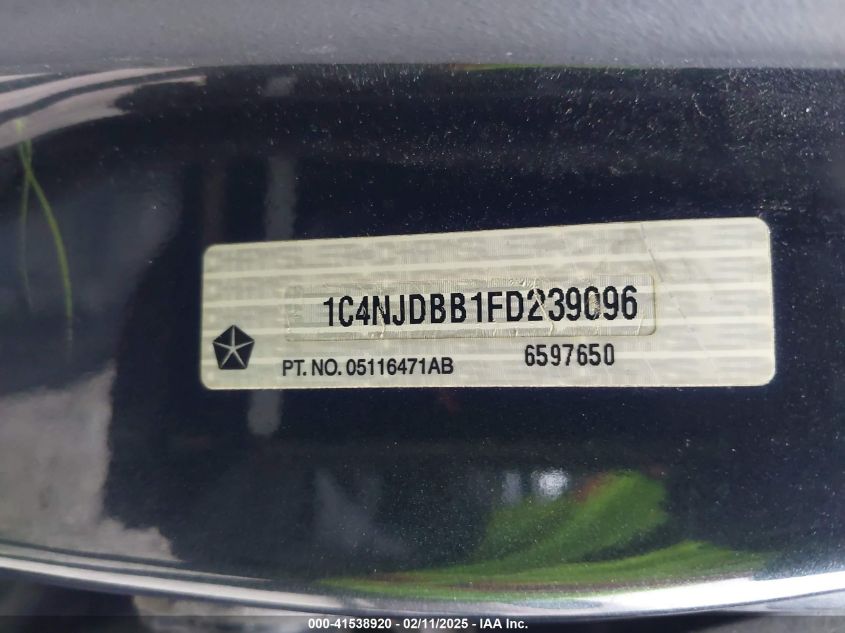 1C4NJDBB1FD239096
PT. NO. 05116471AB 6597650
000-41538920 - 02/11/2025 - IAA Inc.